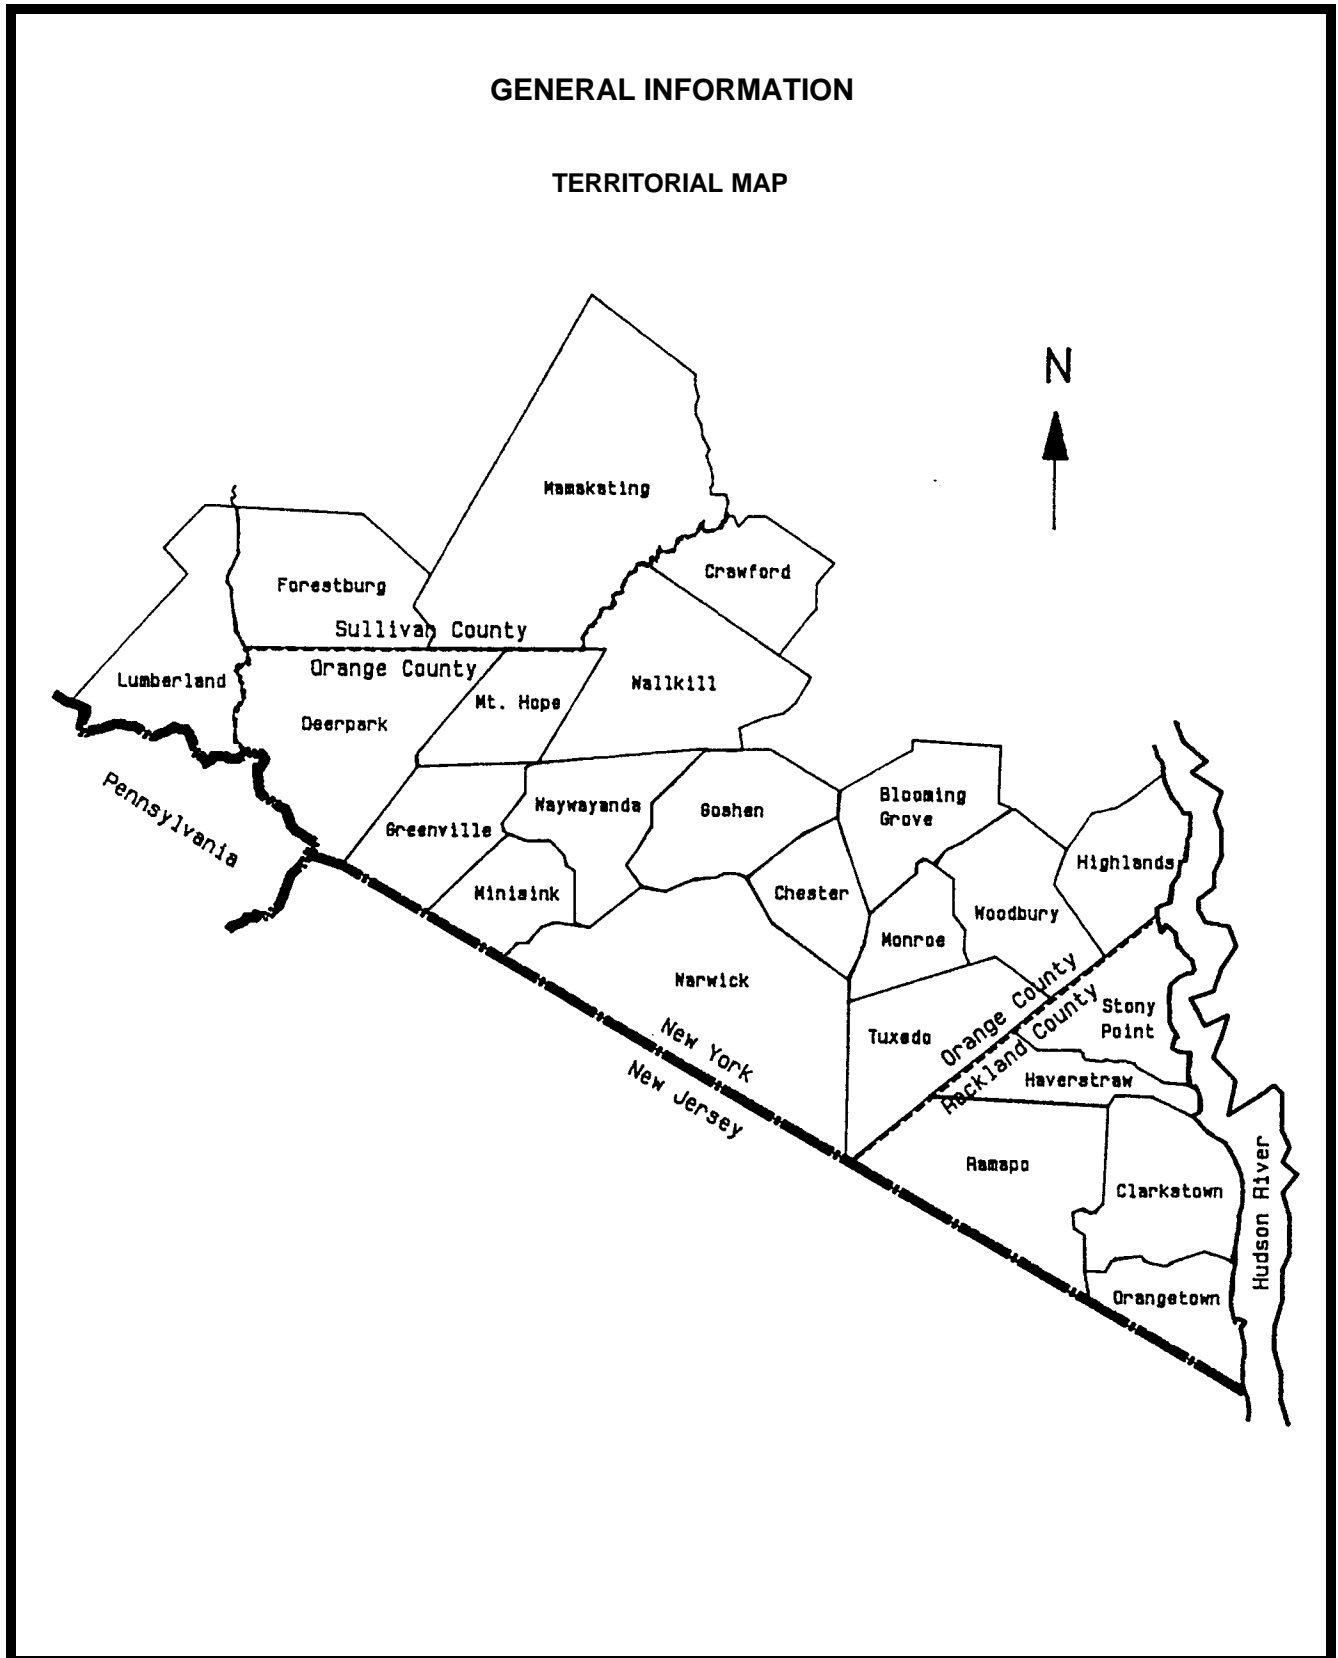 GENERAL INFORMATION
TERRITORIAL MAP
N
Mamakating
Crawford
Forestburg
Sullivan County
Orange County
Lumberland
Wallkill
Mt. Hope
Deerpark
Pennsylvania
Waywayanda
Goshen
Blooming
Grove
Greenville
Highlands
Minisink
Chester
Woodbury
Monroe
Warwick
Orange County
Rockland County
Stony
Point
Tuxedo
New York
New Jersey
Haverstraw
Ramapo
Clarkstown
Hudson River
Orangetown